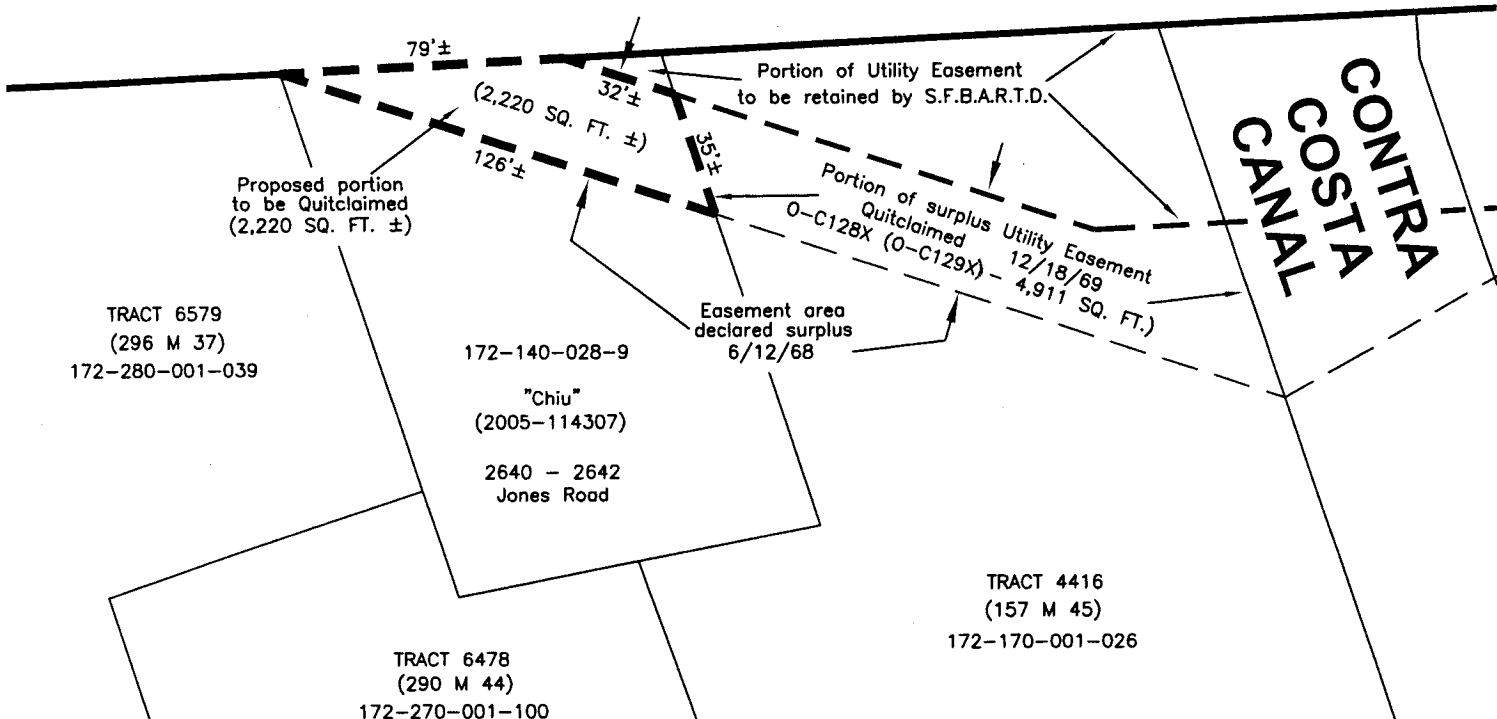 79'±
32'±
(2,220 SQ. FT. ±)
35'±
126'±
Portion of Utility Easement
to be retained by S.F.B.A.R.T.D.
CONTRA
COSTA
CANAL
Proposed portion
to be Quitclaimed
(2,220 SQ. FT. ±)
Portion of surplus Utility Easement
Quitclaimed 12/18/69
O-C128X (O-C129X) - 4,911 SQ. FT.)
Easement area
declared surplus
6/12/68
TRACT 6579
(296 M 37)
172-280-001-039
172-140-028-9
"Chiu"
(2005-114307)
2640 - 2642
Jones Road
TRACT 4416
(157 M 45)
172-170-001-026
TRACT 6478
(290 M 44)
172-270-001-100